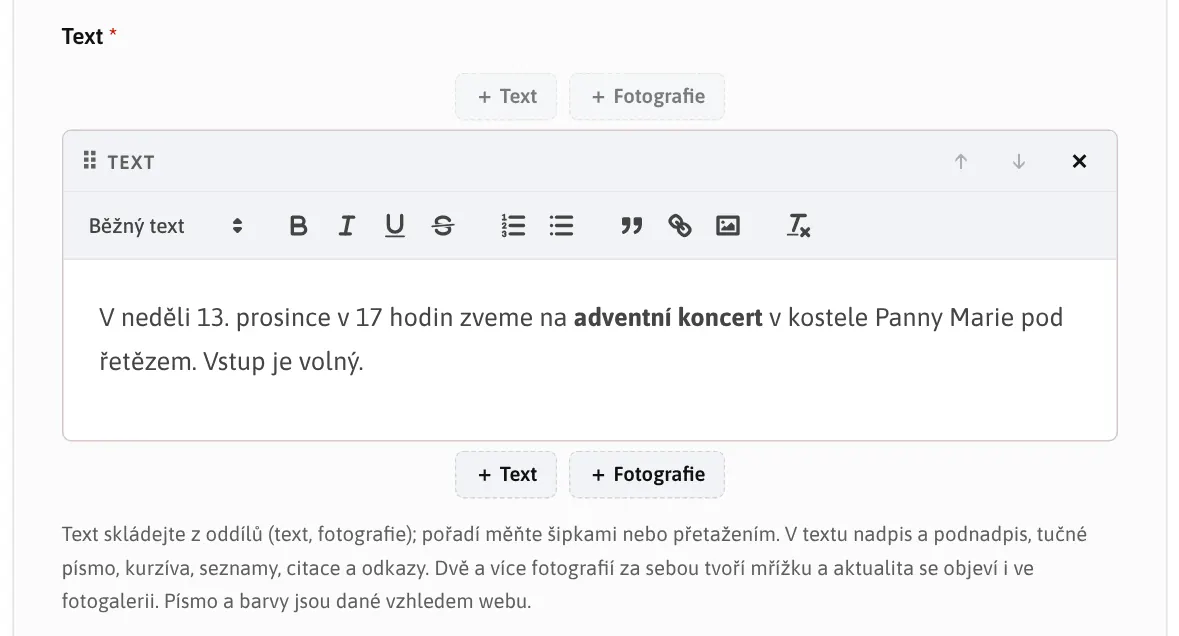 Text *
+ Text + Fotografie
TEXT
Běžný text
V neděli 13. prosince v 17 hodin zveme na adventní koncert v kostele Panny Marie pod
řetězem. Vstup je volný.
+ Text + Fotografie
Text skládejte z oddílů (text, fotografie); pořadí měňte šipkami nebo přetažením. V textu nadpis a podnadpis, tučné
písmo, kurzíva, seznamy, citace a odkazy. Dvě a více fotografií za sebou tvoří mřížku a aktualita se objeví i ve
fotogalerii. Písmo a barvy jsou dané vzhledem webu.